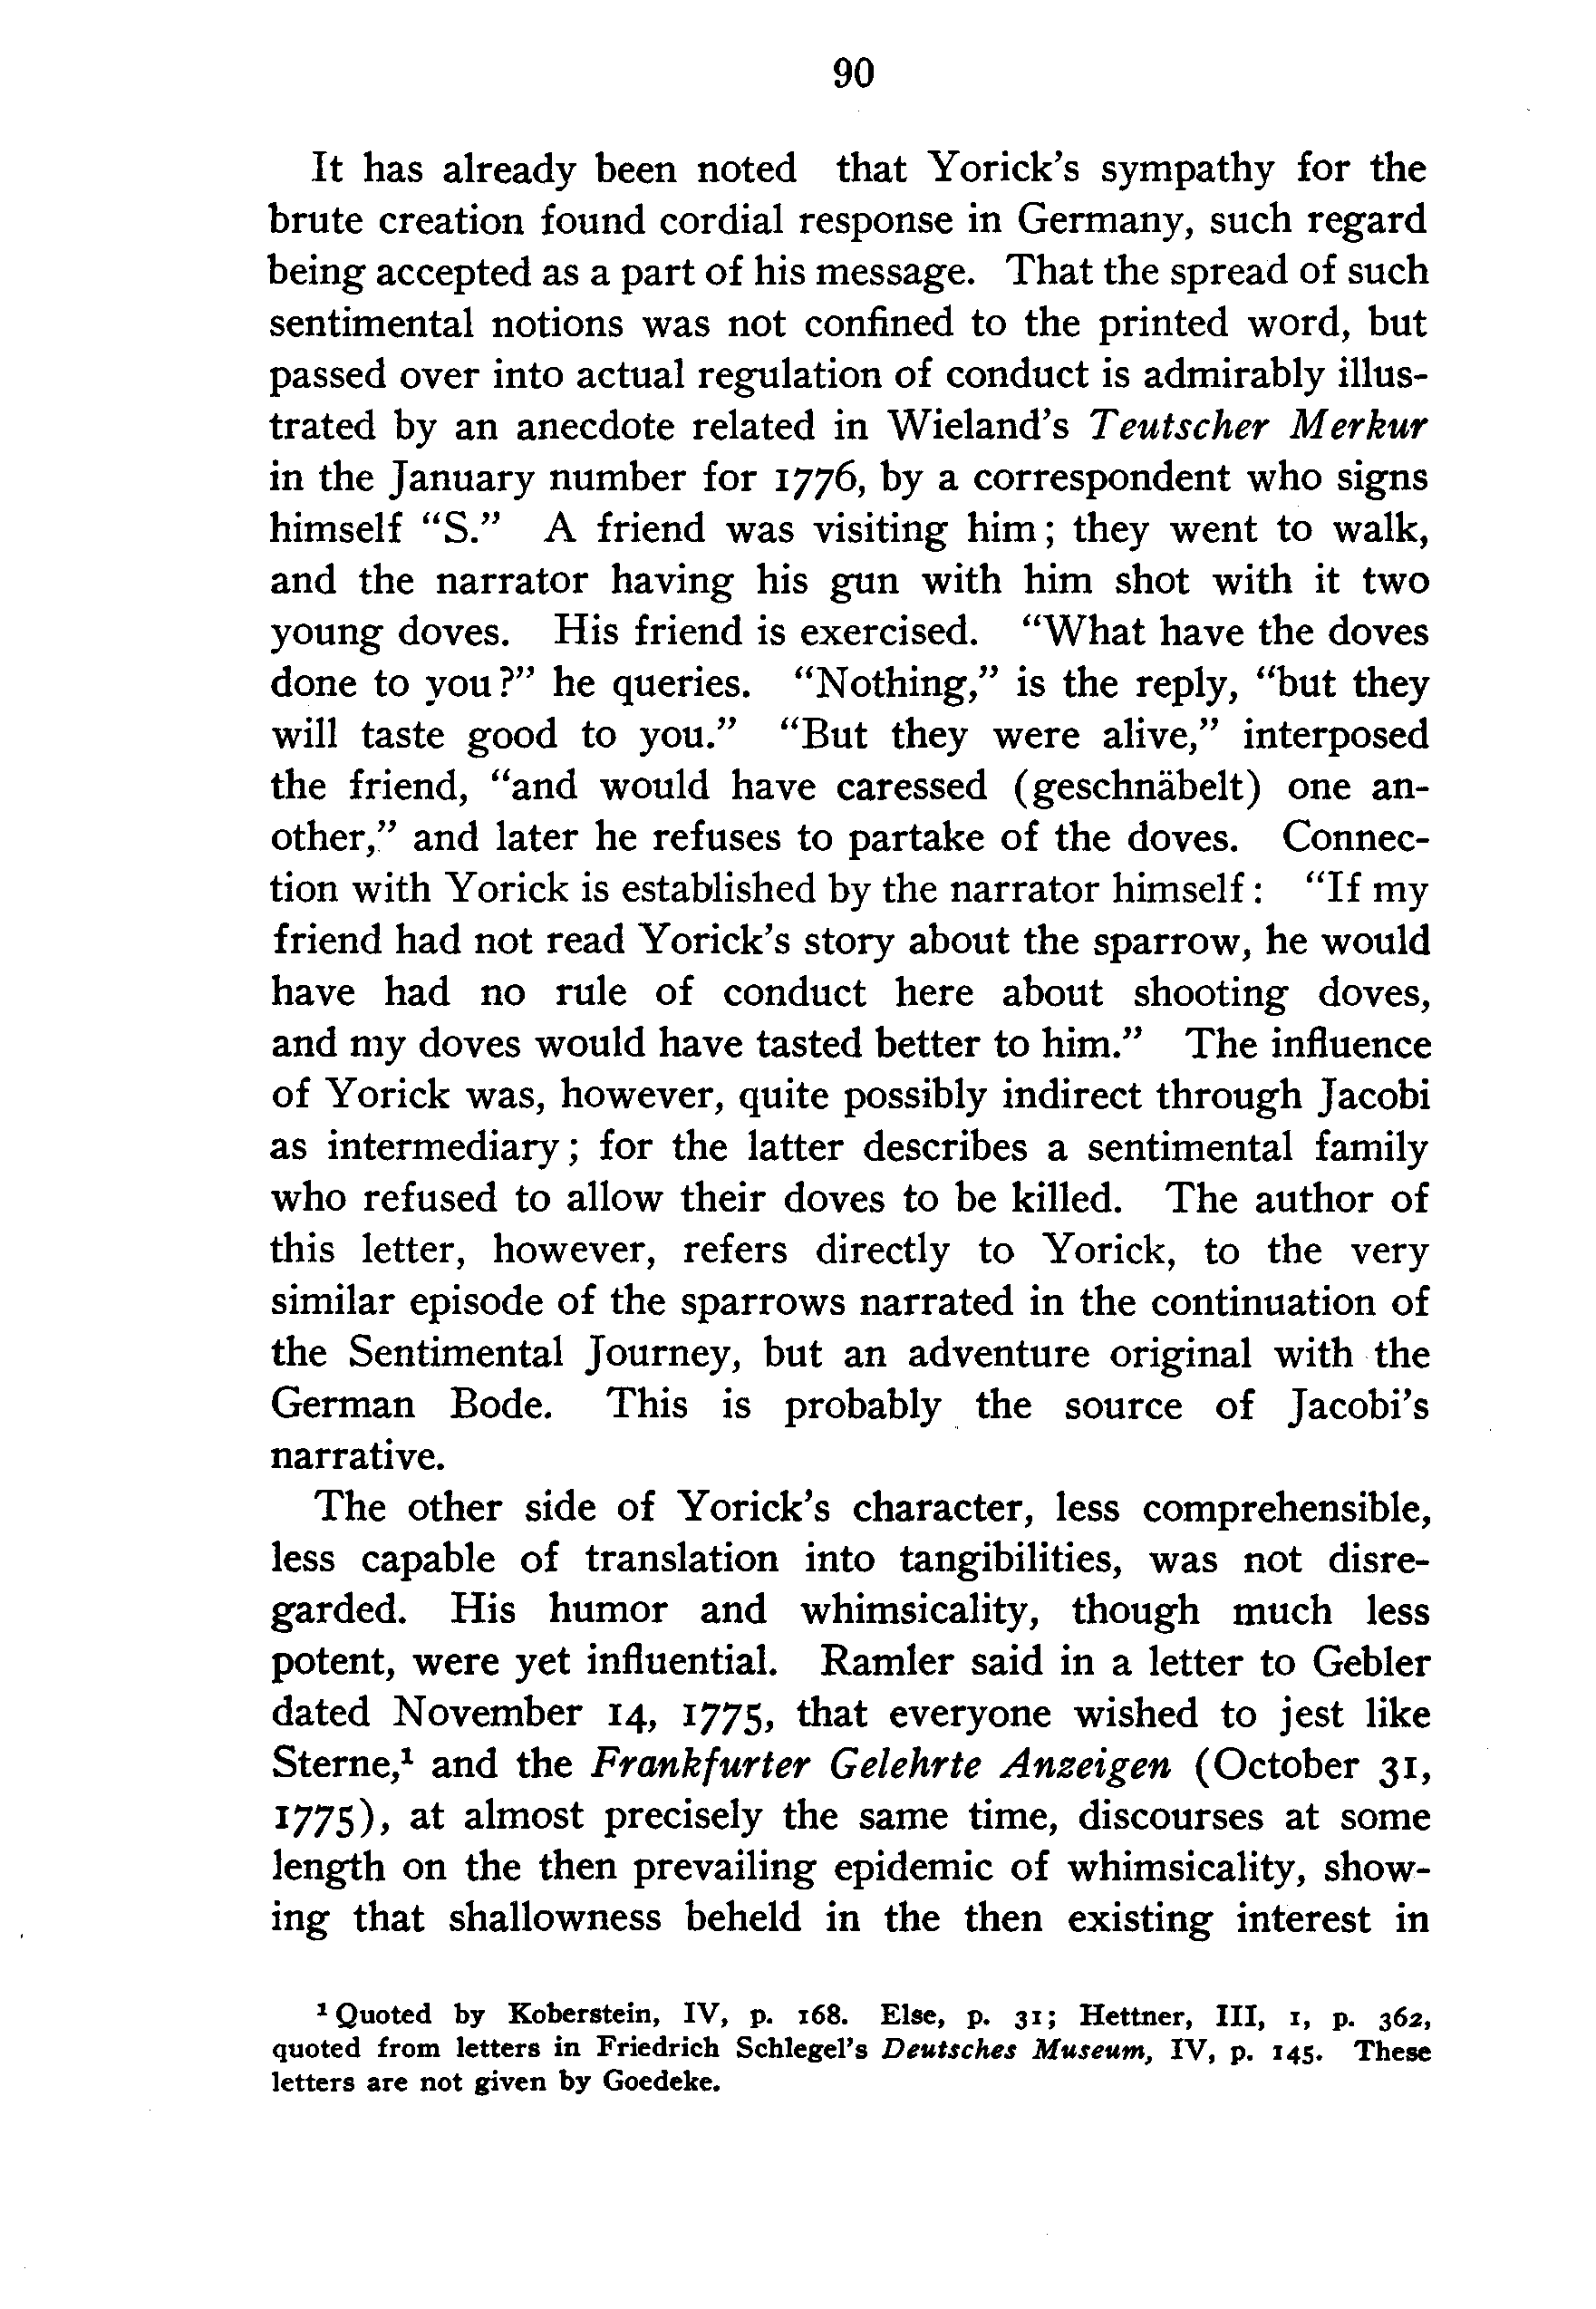 90
It has already been noted that Yorick's sympathy for the
brute creation found cordial response in Germany, such regard
being accepted as a part of his message. That the spread of such
sentimental notions was not confined to the printed word, but
passed over into actual regulation of conduct is admirably illus-
trated by an anecdote related in Wieland's Teutscher Merkur
in the January number for 1776, by a correspondent who signs
himself “S.” A friend was visiting him; they went to walk,
and the narrator having his gun with him shot with it two
young doves. His friend is exercised. “What have the doves
done to you?” he queries. “Nothing,” is the reply, “but they
will taste good to you.” “But they were alive,” interposed
the friend, “and would have caressed (geschnäbelt) one an-
other,” and later he refuses to partake of the doves. Connec-
tion with Yorick is established by the narrator himself: “If my
friend had not read Yorick's story about the sparrow, he would
have had no rule of conduct here about shooting doves,
and my doves would have tasted better to him.” The influence
of Yorick was, however, quite possibly indirect through Jacobi
as intermediary; for the latter describes a sentimental family
who refused to allow their doves to be killed. The author of
this letter, however, refers directly to Yorick, to the very
similar episode of the sparrows narrated in the continuation of
the Sentimental Journey, but an adventure original with the
German Bode. This is probably the source of Jacobi's
narrative.
The other side of Yorick's character, less comprehensible,
less capable of translation into tangibilities, was not disre-
garded. His humor and whimsicality, though much less
potent, were yet influential. Ramler said in a letter to Gebler
dated November 14, 1775, that everyone wished to jest like
Sterne,¹ and the Frankfurter Gelehrte Anzeigen (October 31,
1775), at almost precisely the same time, discourses at some
length on the then prevailing epidemic of whimsicality, show-
ing that shallowness beheld in the then existing interest in
¹ Quoted by Koberstein, IV, p. 168. Else, p. 31; Hettner, III, 1, p. 362,
quoted from letters in Friedrich Schlegel's Deutsches Museum, IV, p. 145. These
letters are not given by Goedeke.